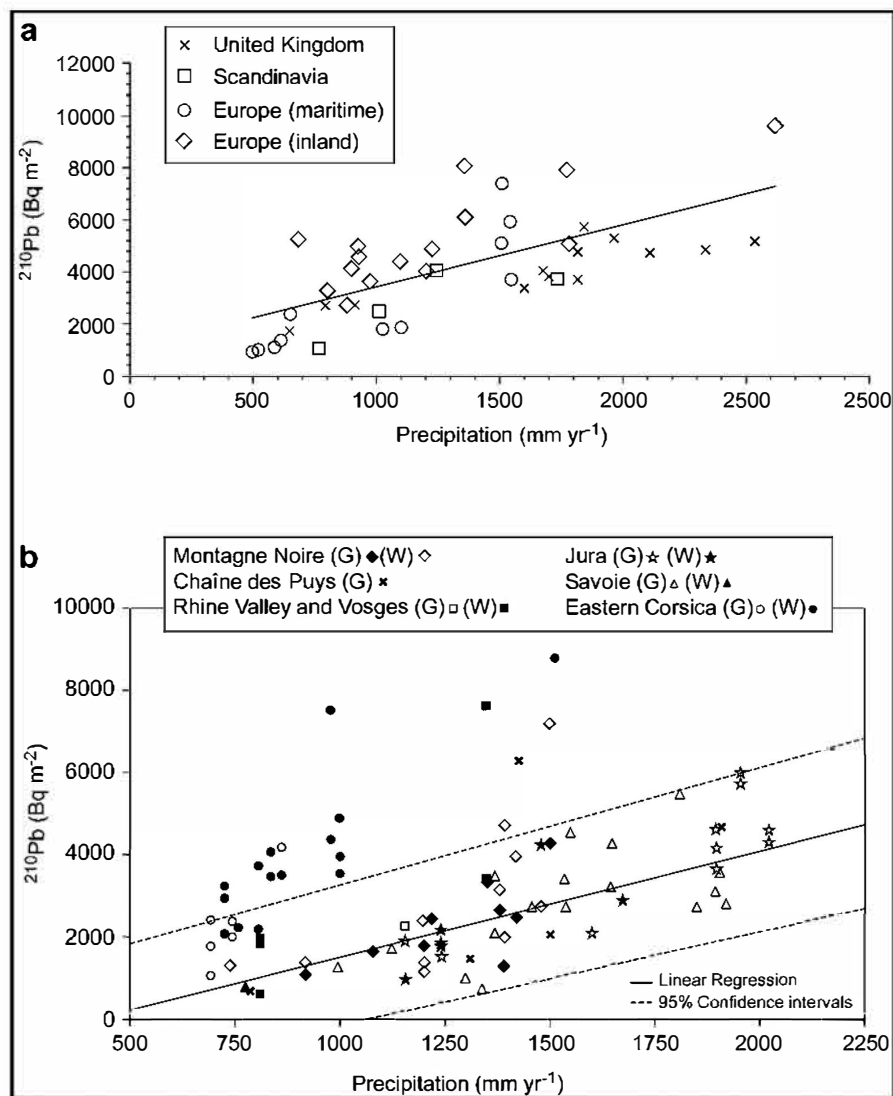 a
× United Kingdom
□ Scandinavia
○ Europe (maritime)
◇ Europe (inland)
12000
10000
8000
6000
4000
2000
0
²¹⁰Pb (Bq m⁻²)
0 500 1000 1500 2000 2500 2500
Precipitation (mm yr⁻¹)
b
Montagne Noire (G) ◆ (W) ◇ Jura (G) ☆ (W) ★
Chaîne des Puys (G) ✖ Savoie (G) △ (W) ▲
Rhine Valley and Vosges (G) □ (W) ■ Eastern Corsica (G) ○ (W) ●
10000
8000
6000
4000
2000
0
²¹⁰Pb (Bq m⁻²)
Linear Regression
95% Confidence intervals
500 750 1000 1250 1500 1750 2000 2250
Precipitation (mm yr⁻¹)